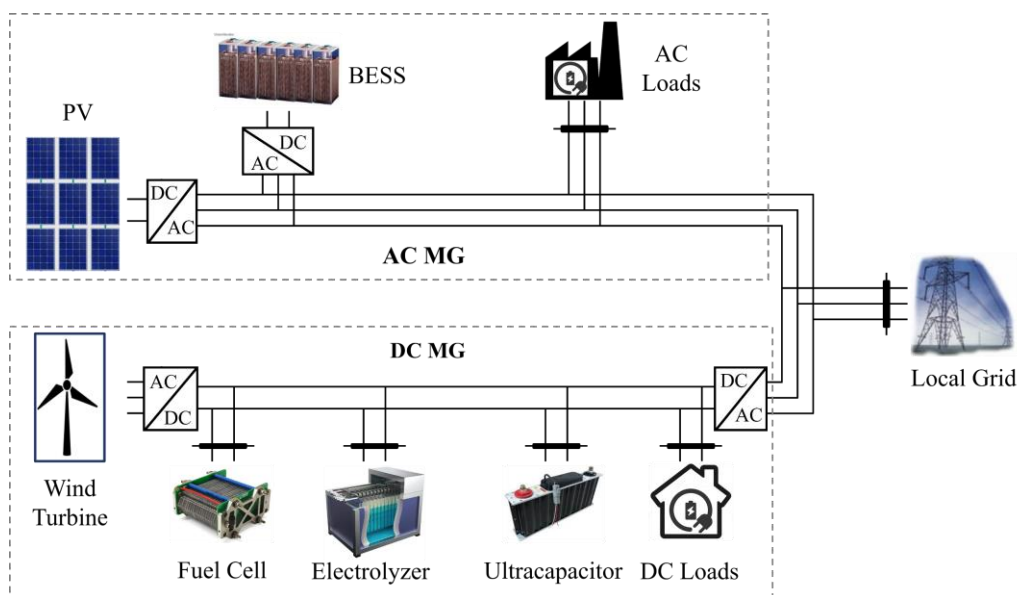 BESS
AC
Loads
PV
DC
AC
DC
AC
AC MG
DC MG
AC
DC
DC
AC
Local Grid
Wind
Turbine
Fuel Cell
Electrolyzer
Ultracapacitor
DC Loads